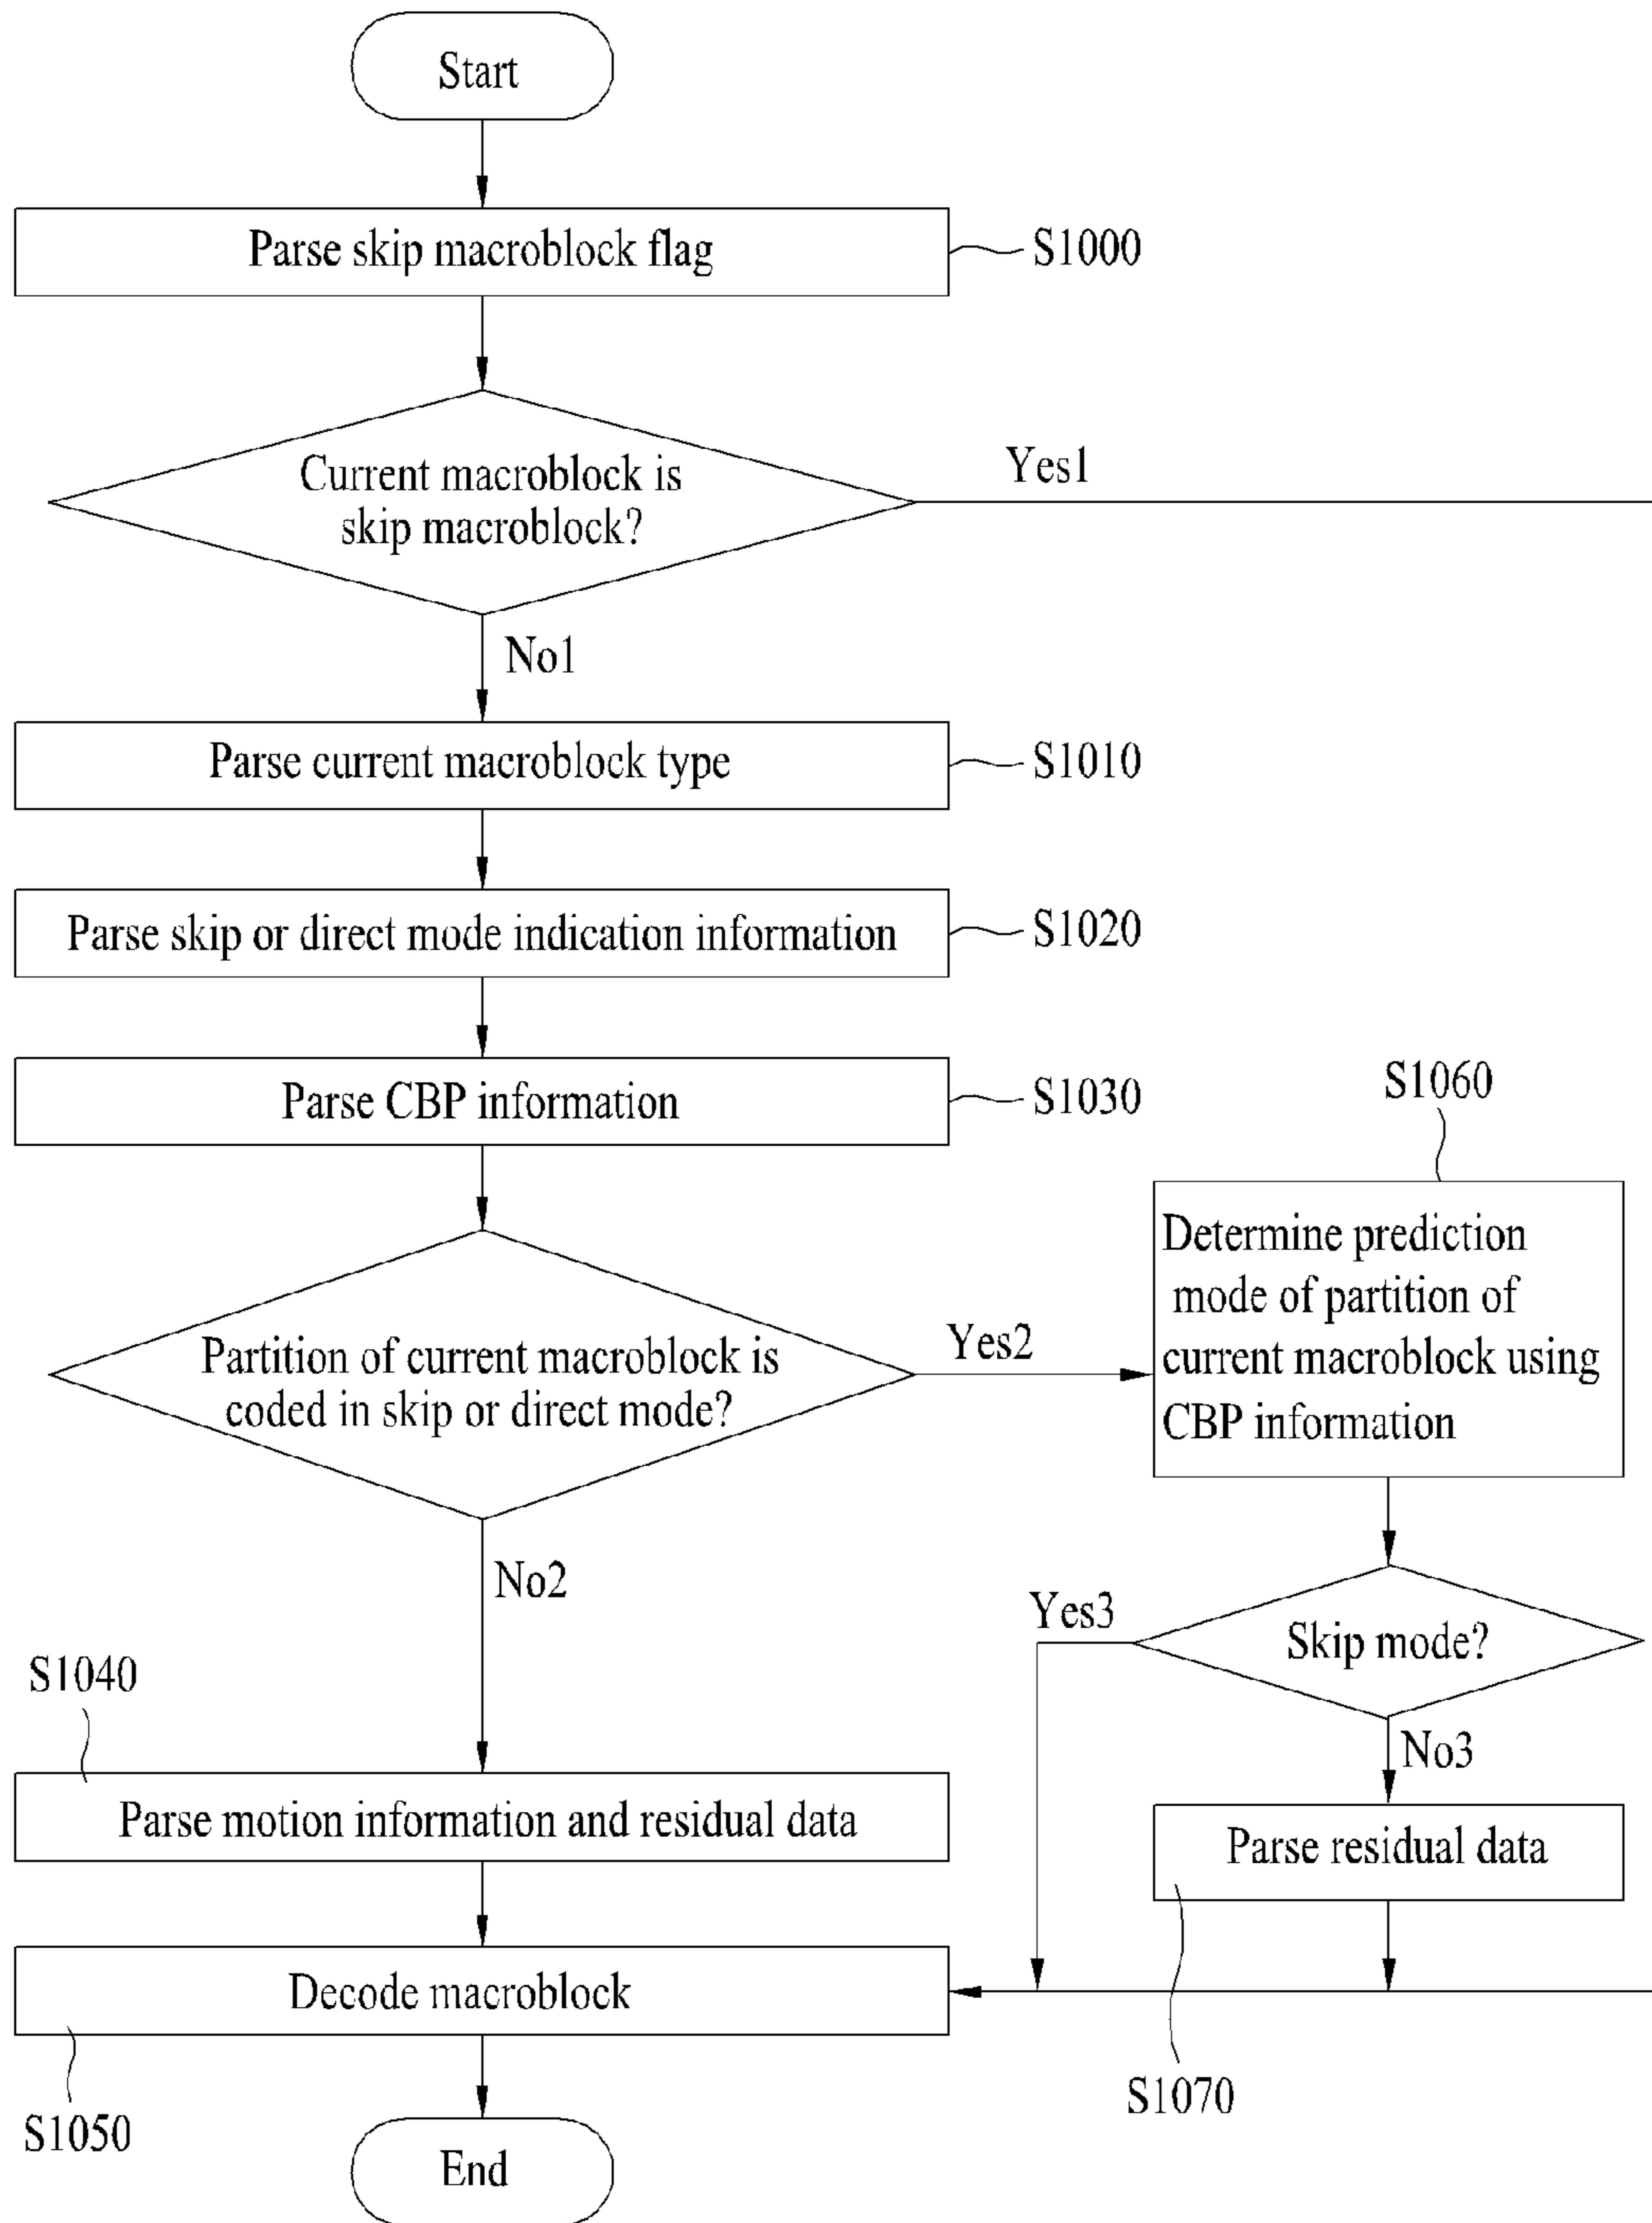 Start
Parse skip macroblock flag
S1000
Current macroblock is
skip macroblock?
Yes1
No1
Parse current macroblock type
S1010
Parse skip or direct mode indication information
S1020
Parse CBP information
S1030
S1060
Determine prediction
mode of partition of
current macroblock using
CBP information
Partition of current macroblock is
coded in skip or direct mode?
Yes2
No2
Yes3
Skip mode?
No3
S1040
Parse motion information and residual data
Parse residual data
Decode macroblock
S1070
S1050
End